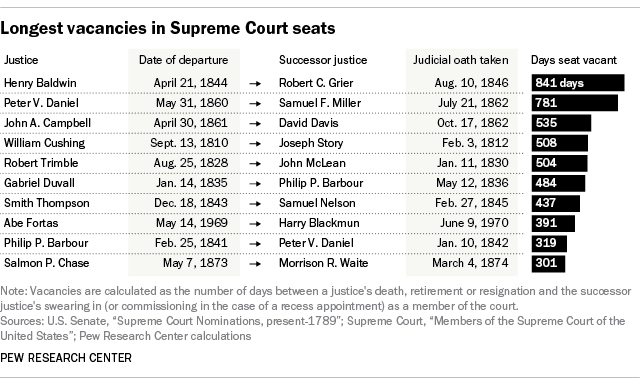 Longest vacancies in Supreme Court seats
Justice Date of departure Successor justice Judicial oath taken Days seat vacant
Henry Baldwin April 21, 1844 → Robert C. Grier Aug. 10, 1846 841 days
Peter V. Daniel May 31, 1860 → Samuel F. Miller July 21, 1862 781
John A. Campbell April 30, 1861 → David Davis Oct. 17, 1862 535
William Cushing Sept. 13, 1810 → Joseph Story Feb. 3, 1812 508
Robert Trimble Aug. 25, 1828 → John McLean Jan. 11, 1830 504
Gabriel Duvall Jan. 14, 1835 → Philip P. Barbour May 12, 1836 484
Smith Thompson Dec. 18, 1843 → Samuel Nelson Feb. 27, 1845 437
Abe Fortas May 14, 1969 → Harry Blackmun June 9, 1970 391
Philip P. Barbour Feb. 25, 1841 → Peter V. Daniel Jan. 10, 1842 319
Salmon P. Chase May 7, 1873 → Morrison R. Waite March 4, 1874 301
Note: Vacancies are calculated as the number of days between a justice's death, retirement or resignation and the successor
justice's swearing in (or commissioning in the case of a recess appointment) as a member of the court.
Sources: U.S. Senate, “Supreme Court Nominations, present-1789”; Supreme Court, “Members of the Supreme Court of the
United States”; Pew Research Center calculations
PEW RESEARCH CENTER